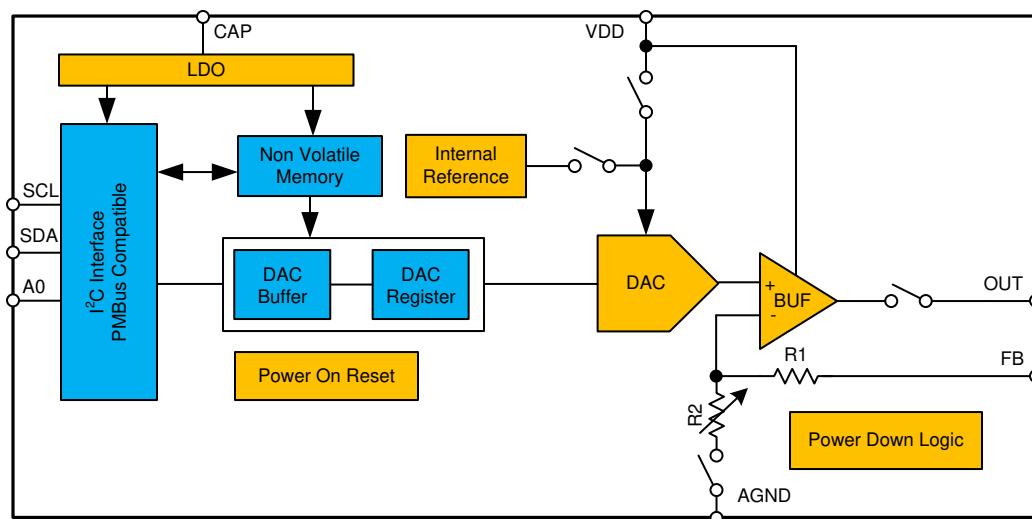 CAP
VDD
LDO
Non Volatile
Memory
Internal
Reference
SCL
SDA
A0
I²C Interface
PMBus Compatible
DAC
Buffer
DAC
Register
DAC
+
BUF
-
OUT
R1
FB
Power On Reset
R2
Power Down Logic
AGND